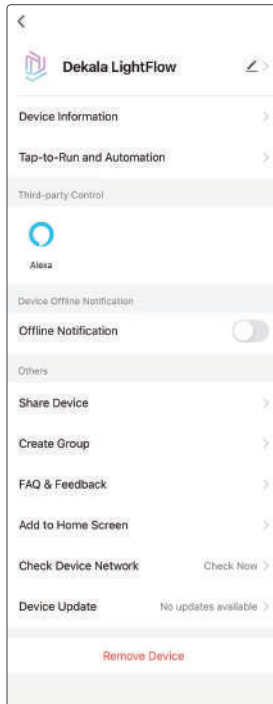 Dekala LightFlow
Device Information
Tap-to-Run and Automation
Third-party Control
Alexa
Device Offline Notification
Offline Notification
Others
Share Device
Create Group
FAQ & Feedback
Add to Home Screen
Check Device Network Check Now
Device Update No updates available
Remove Device